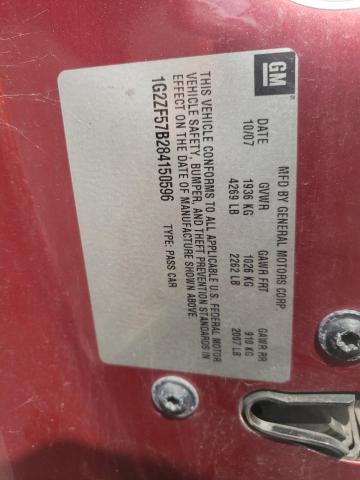 GM
MFD BY GENERAL MOTORS CORP.
DATE GVWR GAWR FRT GAWR RR
10/07 1936 KG 1026 KG 910 KG
4269 LB 2262 LB 2007 LB
THIS VEHICLE CONFORMS TO ALL APPLICABLE U.S. FEDERAL MOTOR
VEHICLE SAFETY, BUMPER, AND THEFT PREVENTION STANDARDS IN
EFFECT ON THE DATE OF MANUFACTURE SHOWN ABOVE.
1G2ZF57B284150596 TYPE: PASS CAR